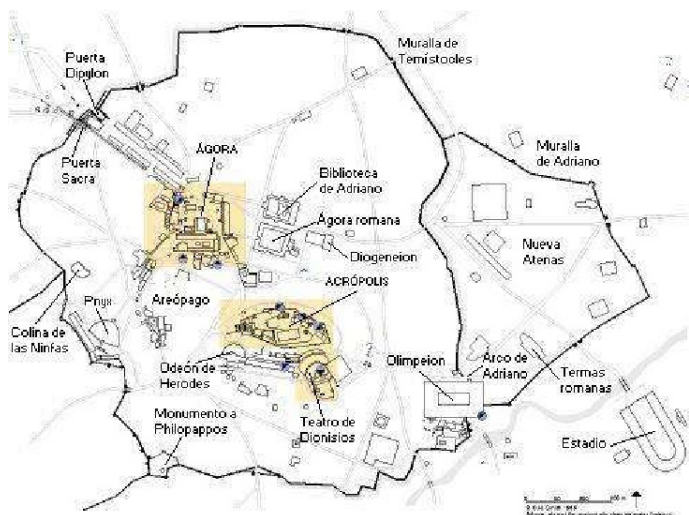 Muralla de
Temístocles
Puerta
Dipylon
Puerta
Sacra
ÁGORA
Muralla
de Adriano
Biblioteca
de Adriano
Ágora romana
Diogeneion
Nueva
Atenas
Areópago
ACRÓPOLIS
Pnyx
Colina de
las Ninfas
Odeón de
Herodes
Olimpeion
Arco de
Adriano
Termas
romanas
Monumento a
Philopappos
Teatro de
Dionisios
Estadio